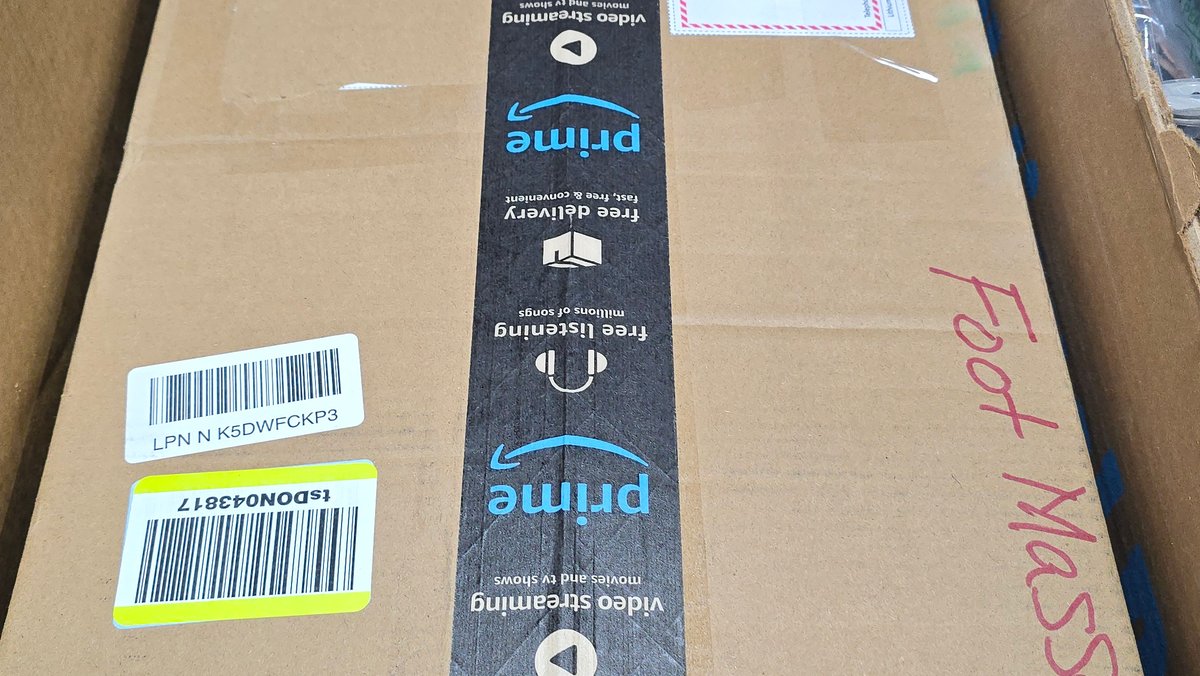 video streaming
movies and tv shows
prime
free delivery
fast, free & convenient
free listening
millions of songs
prime
video streaming
movies and tv shows
LPN N K5DWFCKP3
tsDON043817
Foot Mass